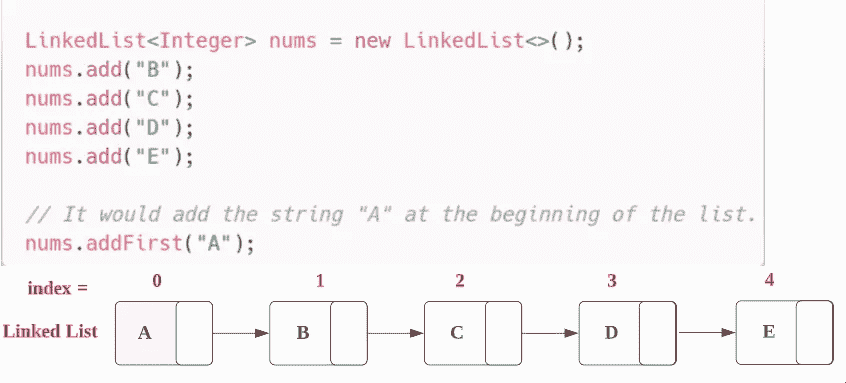 LinkedList<Integer> nums = new LinkedList<>();
nums.add("B");
nums.add("C");
nums.add("D");
nums.add("E");
// It would add the string "A" at the beginning of the list.
nums.addFirst("A");
index = 0 1 2 3 4
Linked List A B C D E